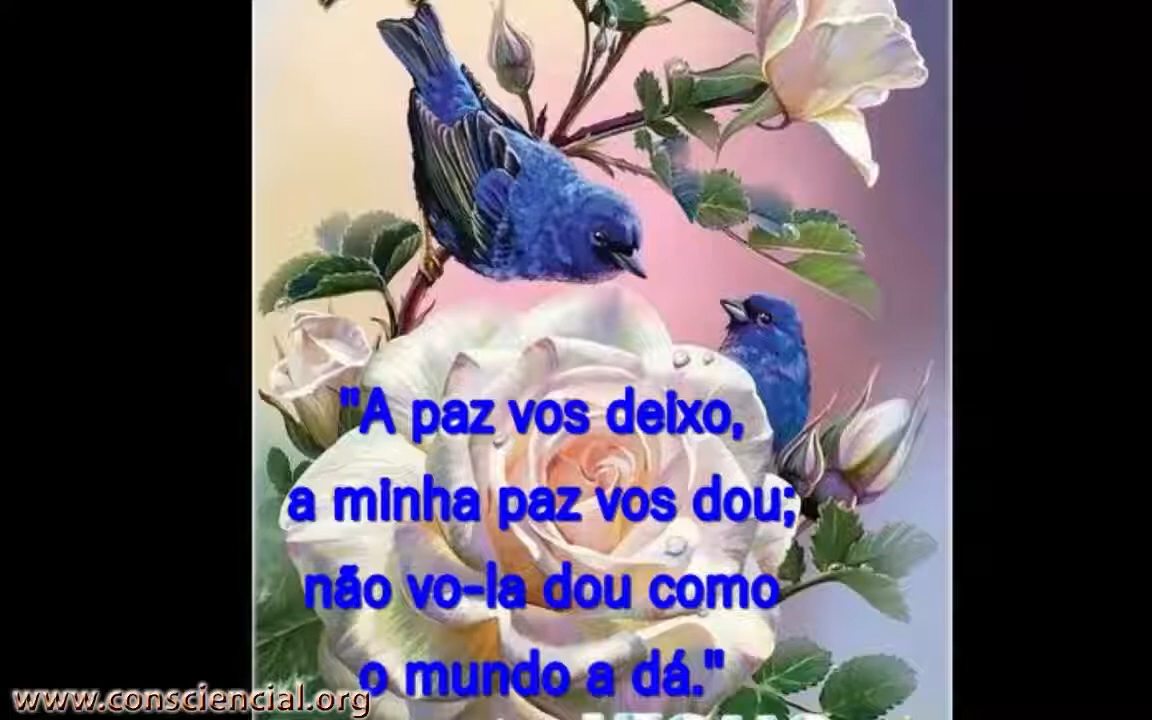 "A paz vos deixo,
a minha paz vos dou;
não vo-la dou como
o mundo a dá."
www.consciencial.org